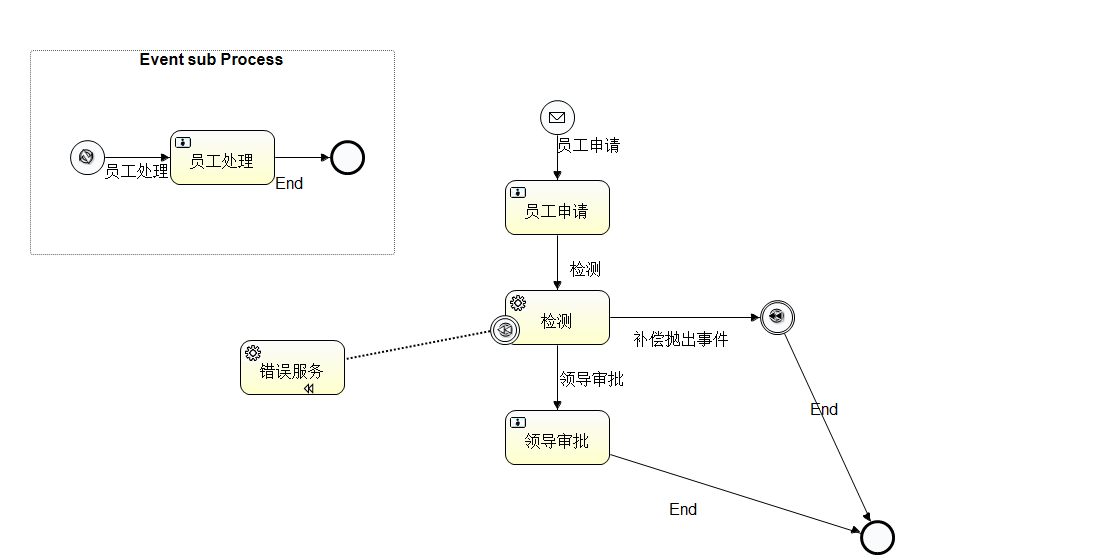 Event sub Process
员工处理
员工处理
End
员工申请
员工申请
检测
检测
补偿抛出事件
错误服务
领导审批
领导审批
End
End